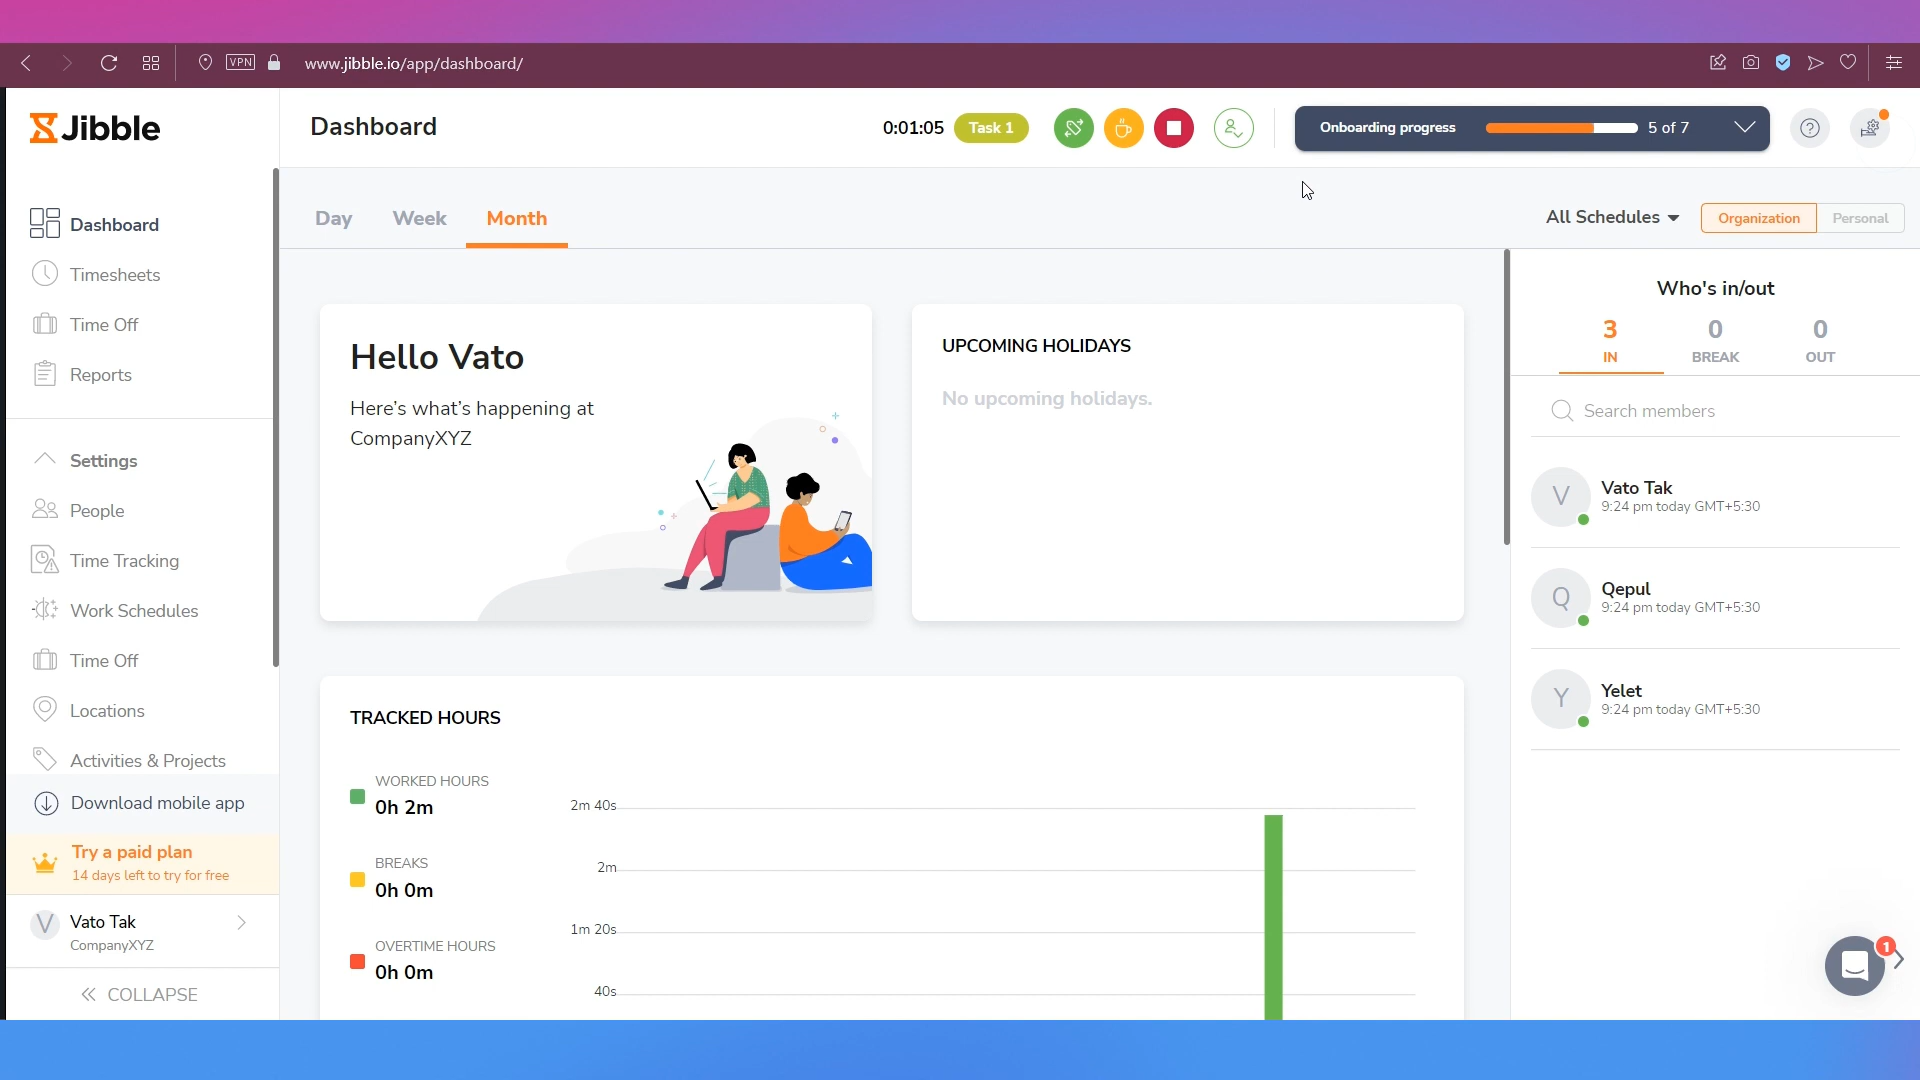 VPN
www.jibble.io/app/dashboard/
Jibble
Dashboard
0:01:05
Task 1
Onboarding progress
5 of 7
Dashboard
Timesheets
Time Off
Reports
Settings
People
Time Tracking
Work Schedules
Time Off
Locations
Activities & Projects
Download mobile app
Try a paid plan
14 days left to try for free
V
Vato Tak
CompanyXYZ
COLLAPSE
Day
Week
Month
All Schedules
Organization
Personal
Hello Vato
Here's what's happening at
CompanyXYZ
UPCOMING HOLIDAYS
No upcoming holidays.
TRACKED HOURS
WORKED HOURS
0h 2m
BREAKS
0h 0m
OVERTIME HOURS
0h 0m
2m 40s
2m
1m 20s
40s
Who's in/out
3
IN
0
BREAK
0
OUT
Search members
V
Vato Tak
9:24 pm today GMT+5:30
Q
Qepul
9:24 pm today GMT+5:30
Y
Yelet
9:24 pm today GMT+5:30
1